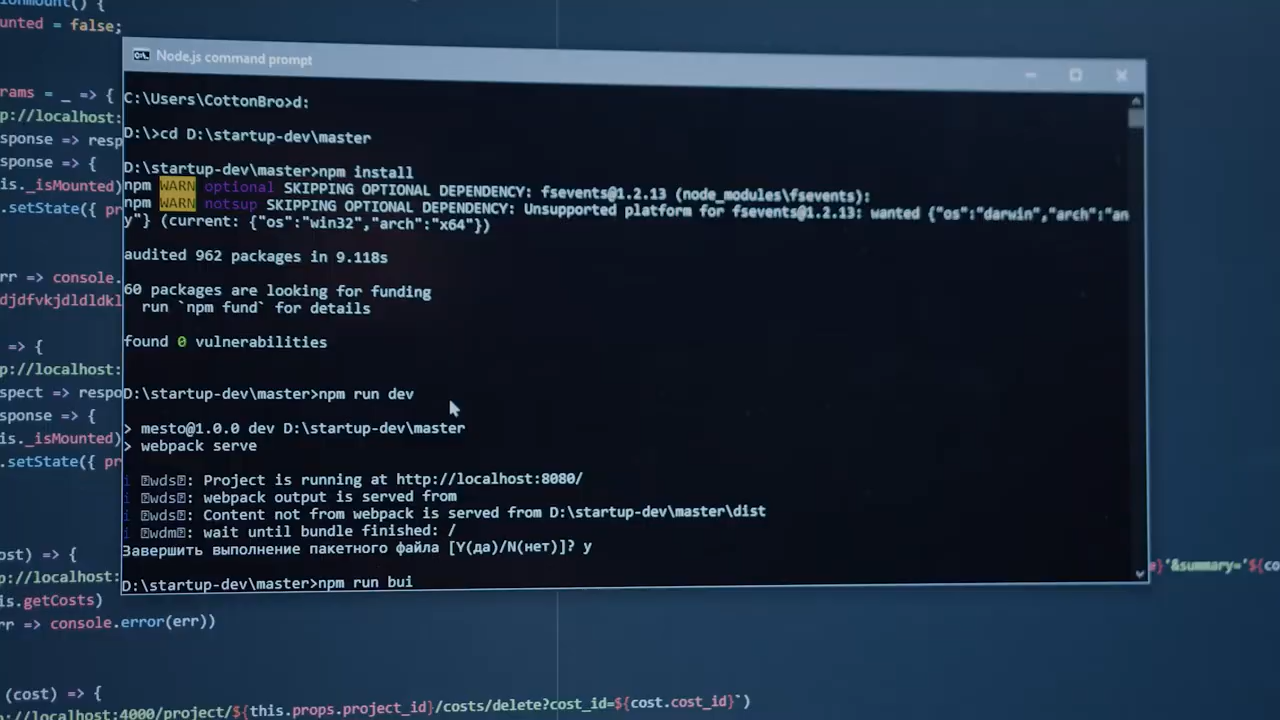 onmount() {
unted = false;
Node.js command prompt
C:\Users\CottonBro>d:
D:\>cd D:\startup-dev\master
D:\startup-dev\master>npm install
npm WARN optional SKIPPING OPTIONAL DEPENDENCY: fsevents@1.2.13 (node_modules\fsevents):
npm WARN notsup SKIPPING OPTIONAL DEPENDENCY: Unsupported platform for fsevents@1.2.13: wanted {"os":"darwin","arch":"an
y"} (current: {"os":"win32","arch":"x64"})
audited 962 packages in 9.118s
60 packages are looking for funding
run `npm fund` for details
found 0 vulnerabilities
D:\startup-dev\master>npm run dev
> mesto@1.0.0 dev D:\startup-dev\master
> webpack serve
i wds: Project is running at http://localhost:8080/
i wds: webpack output is served from
i wds: Content not from webpack is served from D:\startup-dev\master\dist
i wdm: wait until bundle finished: /
Завершить выполнение пакетного файла [Y(да)/N(нет)]? y
D:\startup-dev\master>npm run bui
rams = _ => {
p://localhost:
sponse => resp
sponse => {
is._isMounted)
.setState({ pr
rr => console.
djdfvkjdldldkl
=> {
p://localhost:
spect => respo
sponse => {
is._isMounted)
.setState({ pr
ost) => {
p://localhost:
is.getCosts)
rr => console.error(err))
}'&summary='${co
(cost) => {
p://localhost:4000/project/${this.props.project_id}/costs/delete?cost_id=${cost.cost_id}`)